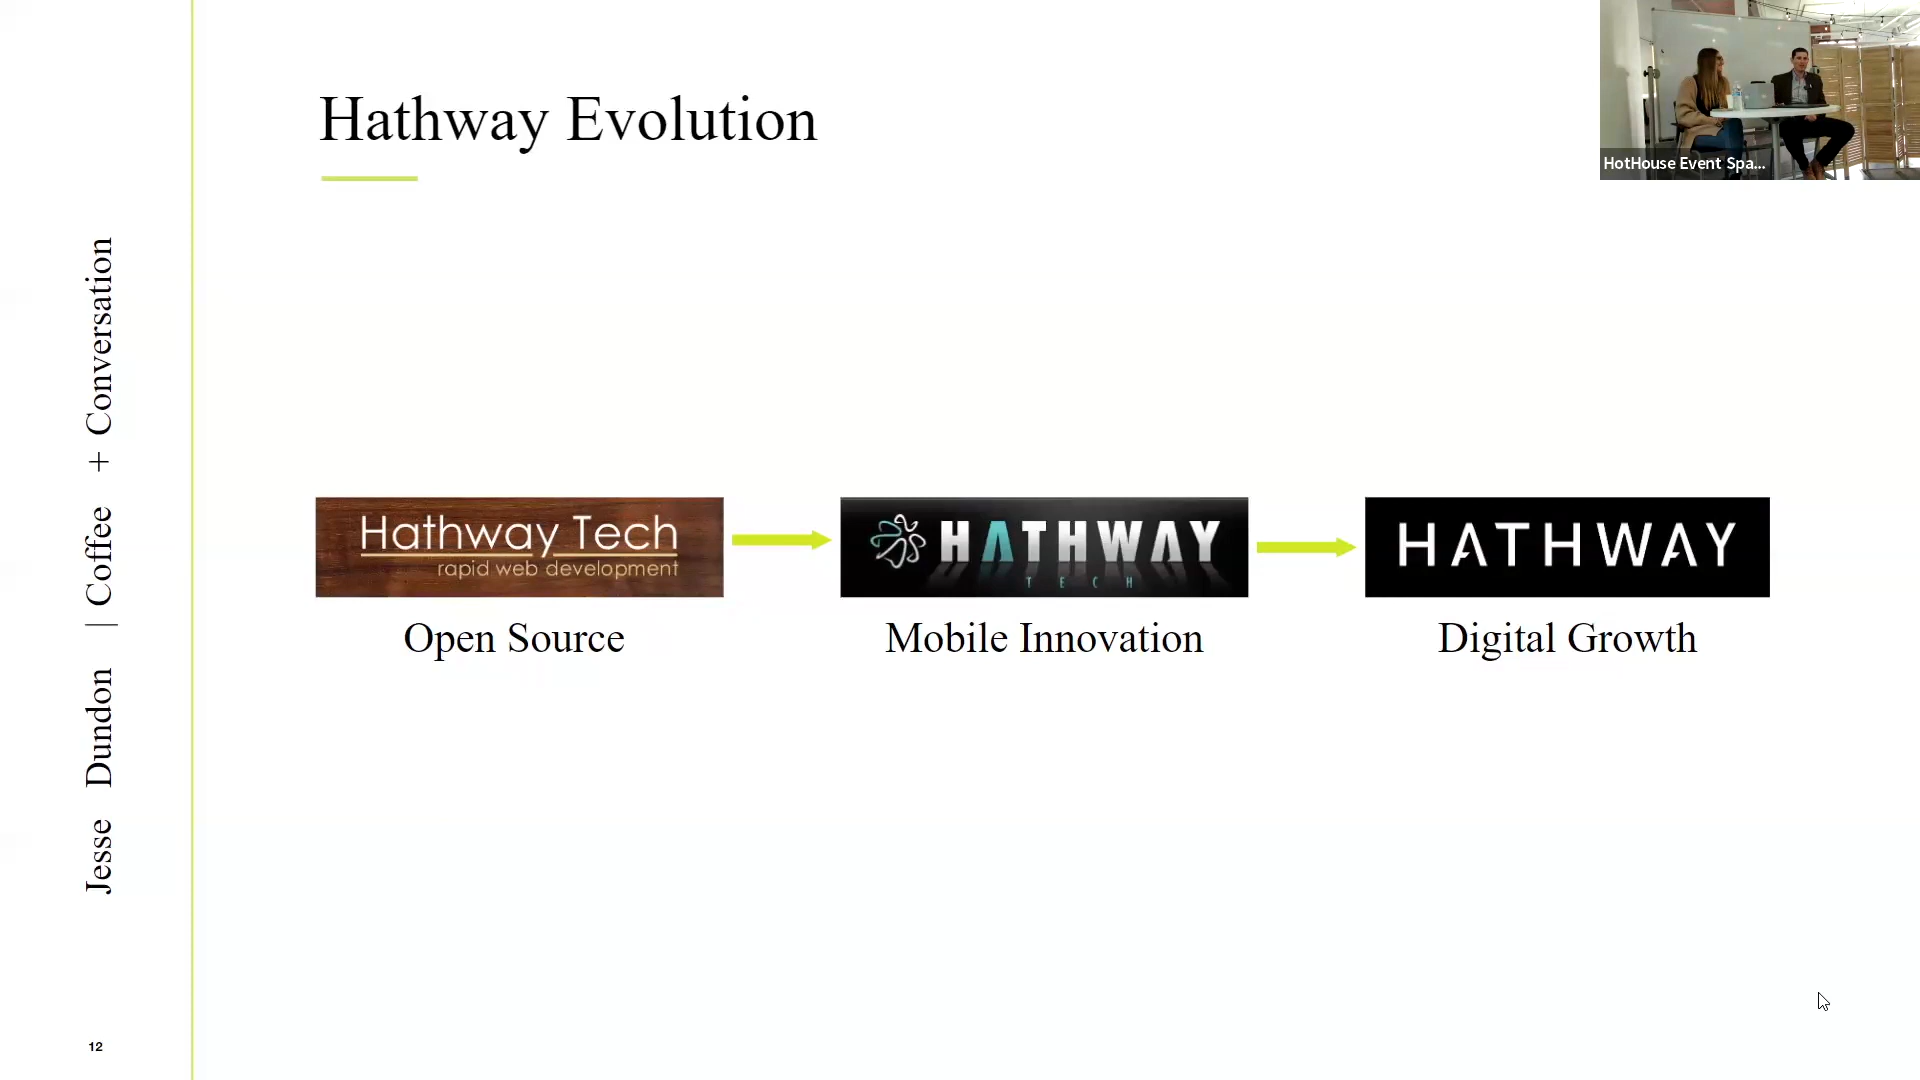 Hathway Evolution
HotHouse Event Spa...
Jesse Dundon | Coffee + Conversation
Hathway Tech
rapid web development
HATHWAY
TECH
HATHWAY
Open Source
Mobile Innovation
Digital Growth
12